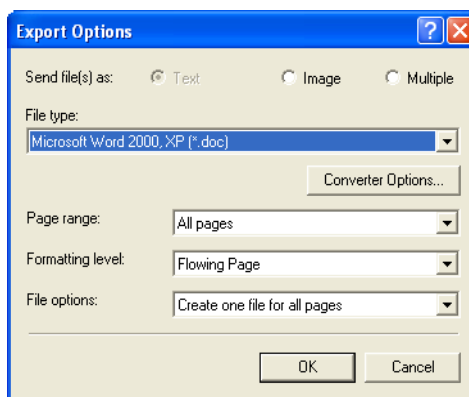 Export Options
Send file(s) as: Text Image Multiple
File type:
Microsoft Word 2000, XP (*.doc)
Converter Options...
Page range: All pages
Formatting level: Flowing Page
File options: Create one file for all pages
OK Cancel